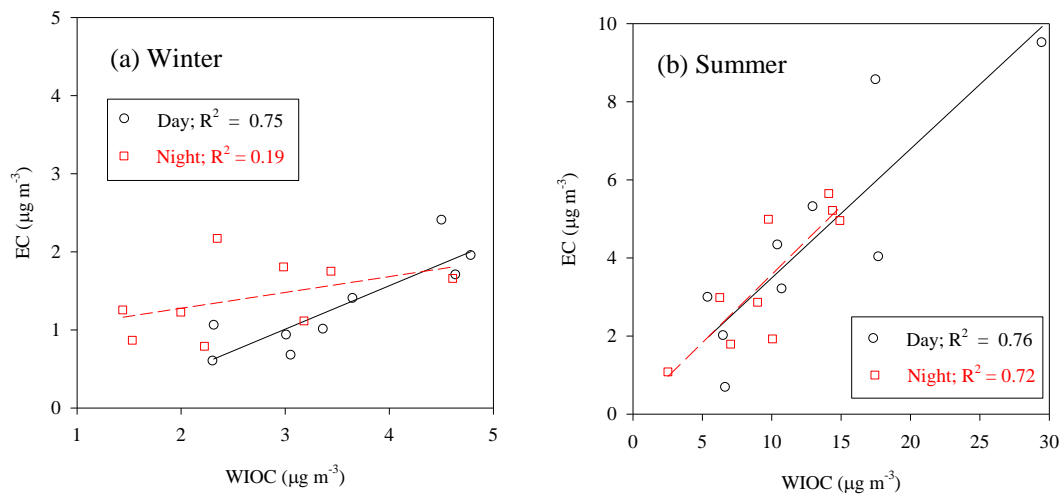 (a) Winter
Day; R² = 0.75
Night; R² = 0.19
EC (μg m⁻³)
5
4
3
2
1
0
1 2 3 4 5
WIOC (μg m⁻³)
(b) Summer
Day; R² = 0.76
Night; R² = 0.72
EC (μg m⁻³)
10
8
6
4
2
0
0 5 10 15 20 25 30
WIOC (μg m⁻³)